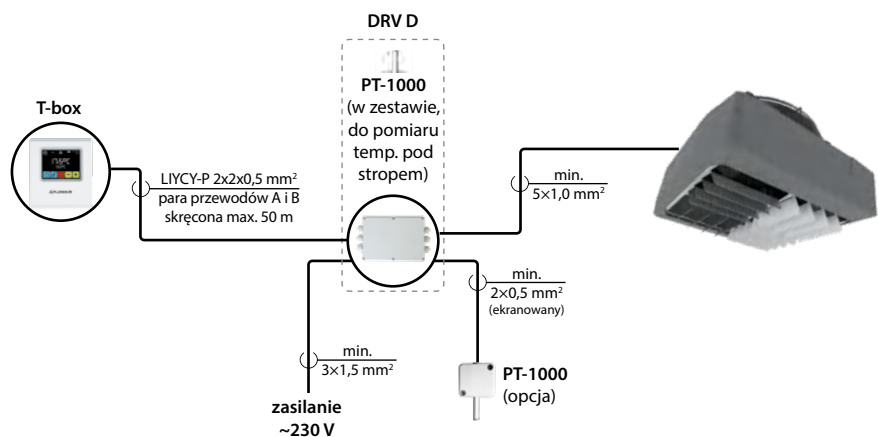 DRV D
PT-1000
(w zestawie,
do pomiaru
temp. pod
stropem)
T-box
LIYCY-P 2x2x0,5 mm²
para przewodów A i B
skręcona max. 50 m
min.
5×1,0 mm²
min.
2×0,5 mm²
(ekranowany)
min.
3×1,5 mm²
PT-1000
(opcja)
zasilanie
~230 V